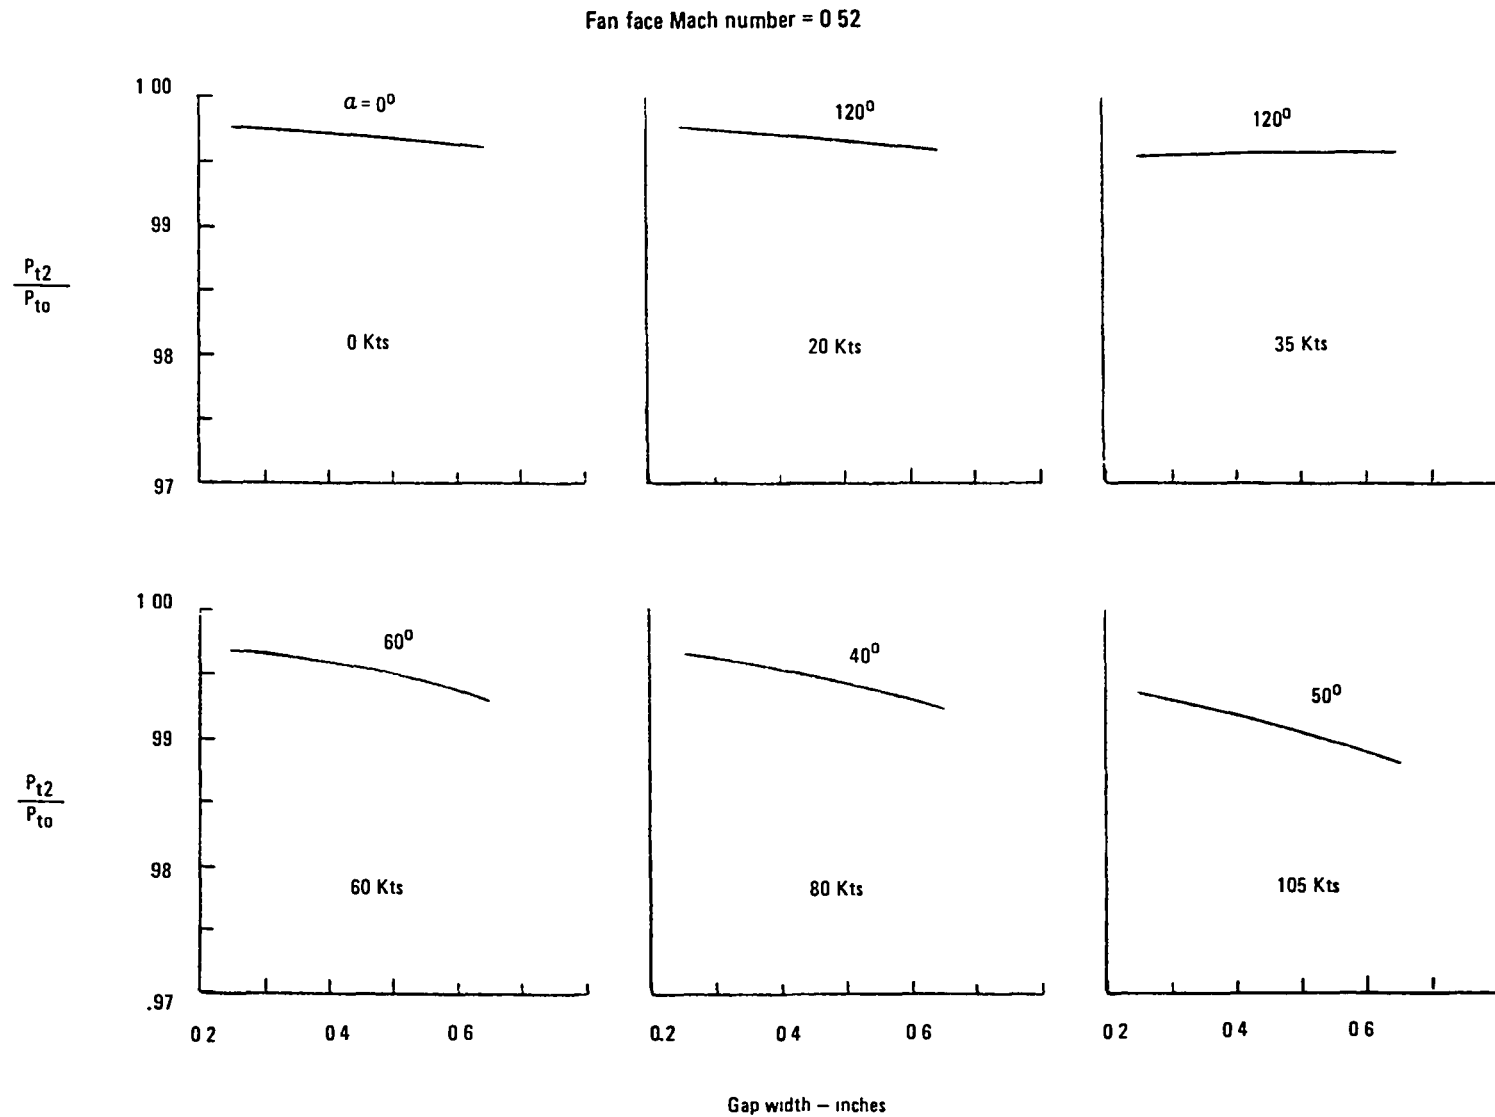 Fan face Mach number = 0 52
1 00
99
98
97
Pt2
Pto
α = 0⁰
0 Kts
120⁰
20 Kts
120⁰
35 Kts
1 00
99
98
.97
Pt2
Pto
60⁰
60 Kts
40⁰
80 Kts
50⁰
105 Kts
0 2 0 4 0 6
0.2 0 4 0 6
0 2 0 4 0 6
Gap width – inches